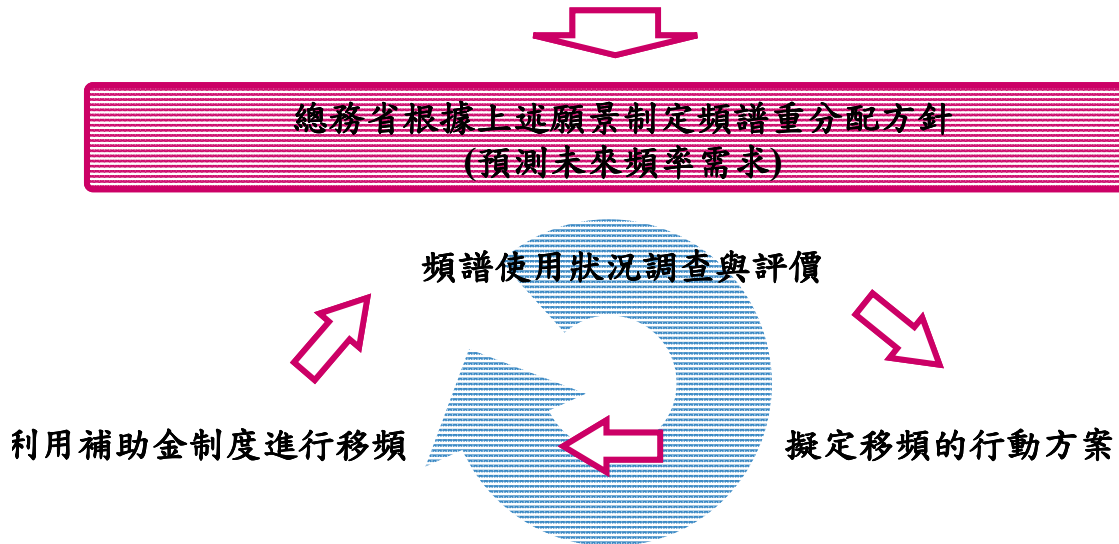 總務省根據上述願景制定頻譜重分配方針
(預測未來頻率需求)
頻譜使用狀況調查與評價
利用補助金制度進行移頻
擬定移頻的行動方案